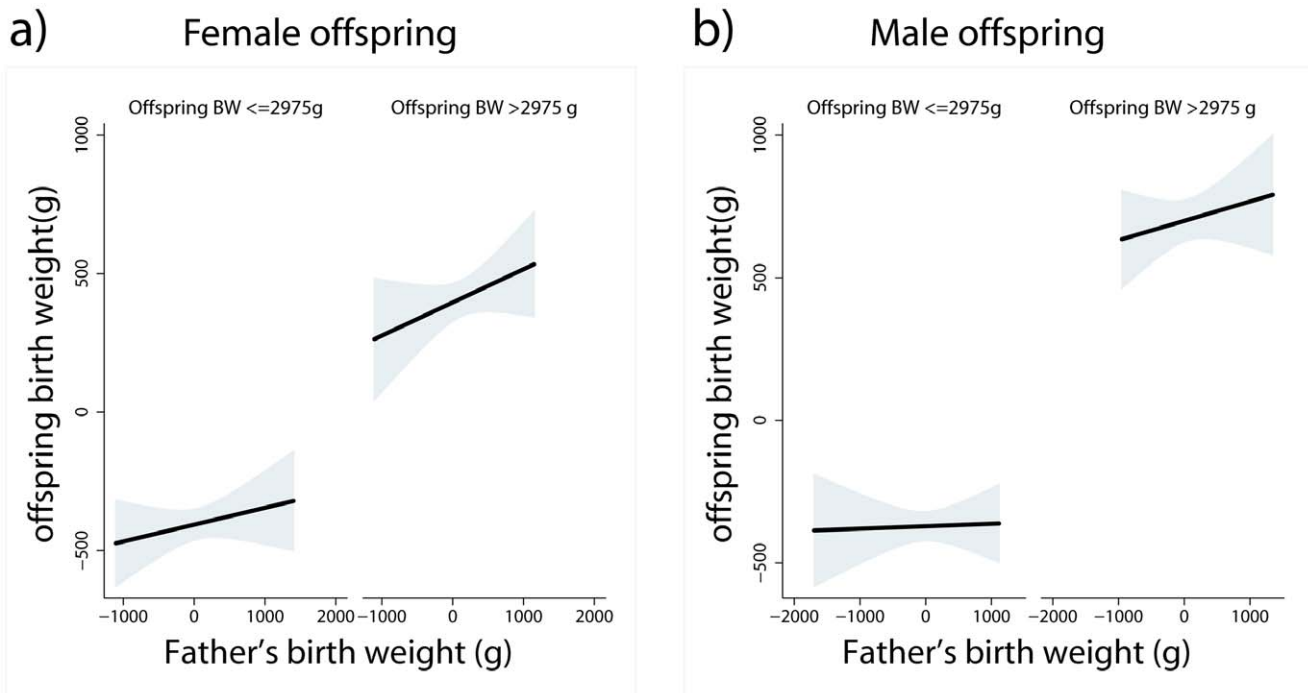 a) Female offspring
Offspring BW <=2975g
Offspring BW >2975 g
offspring birth weight(g)
1000
500
0
−500
−1000 0 1000 2000
−1000 0 1000 2000
Father's birth weight (g)
b) Male offspring
Offspring BW <=2975g
Offspring BW >2975 g
offspring birth weight(g)
1000
500
0
−500
−2000 −1000 0 1000
−2000 −1000 0 1000
Father's birth weight (g)